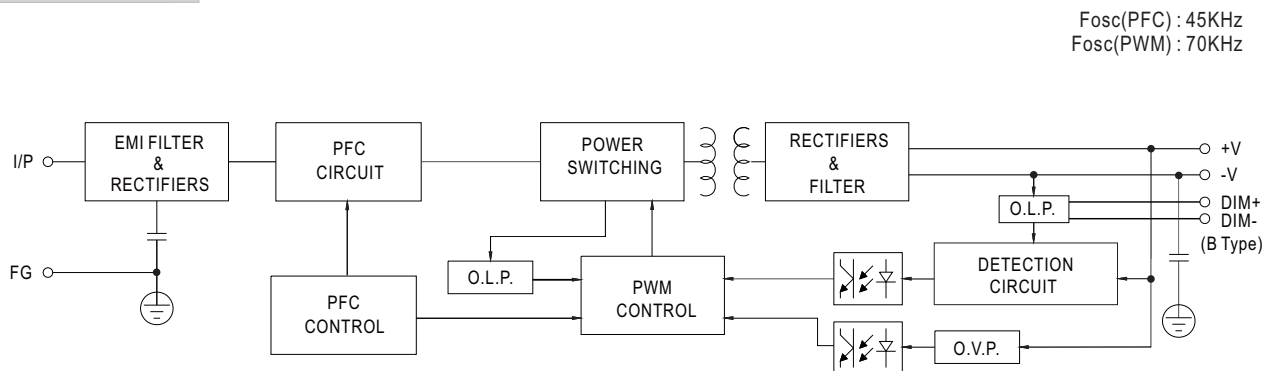 Fosc(PFC) : 45KHz
Fosc(PWM) : 70KHz
I/P
EMI FILTER
&
RECTIFIERS
PFC
CIRCUIT
POWER
SWITCHING
RECTIFIERS
&
FILTER
+V
-V
O.L.P.
DIM+
DIM-
(B Type)
FG
O.L.P.
PFC
CONTROL
PWM
CONTROL
DETECTION
CIRCUIT
O.V.P.